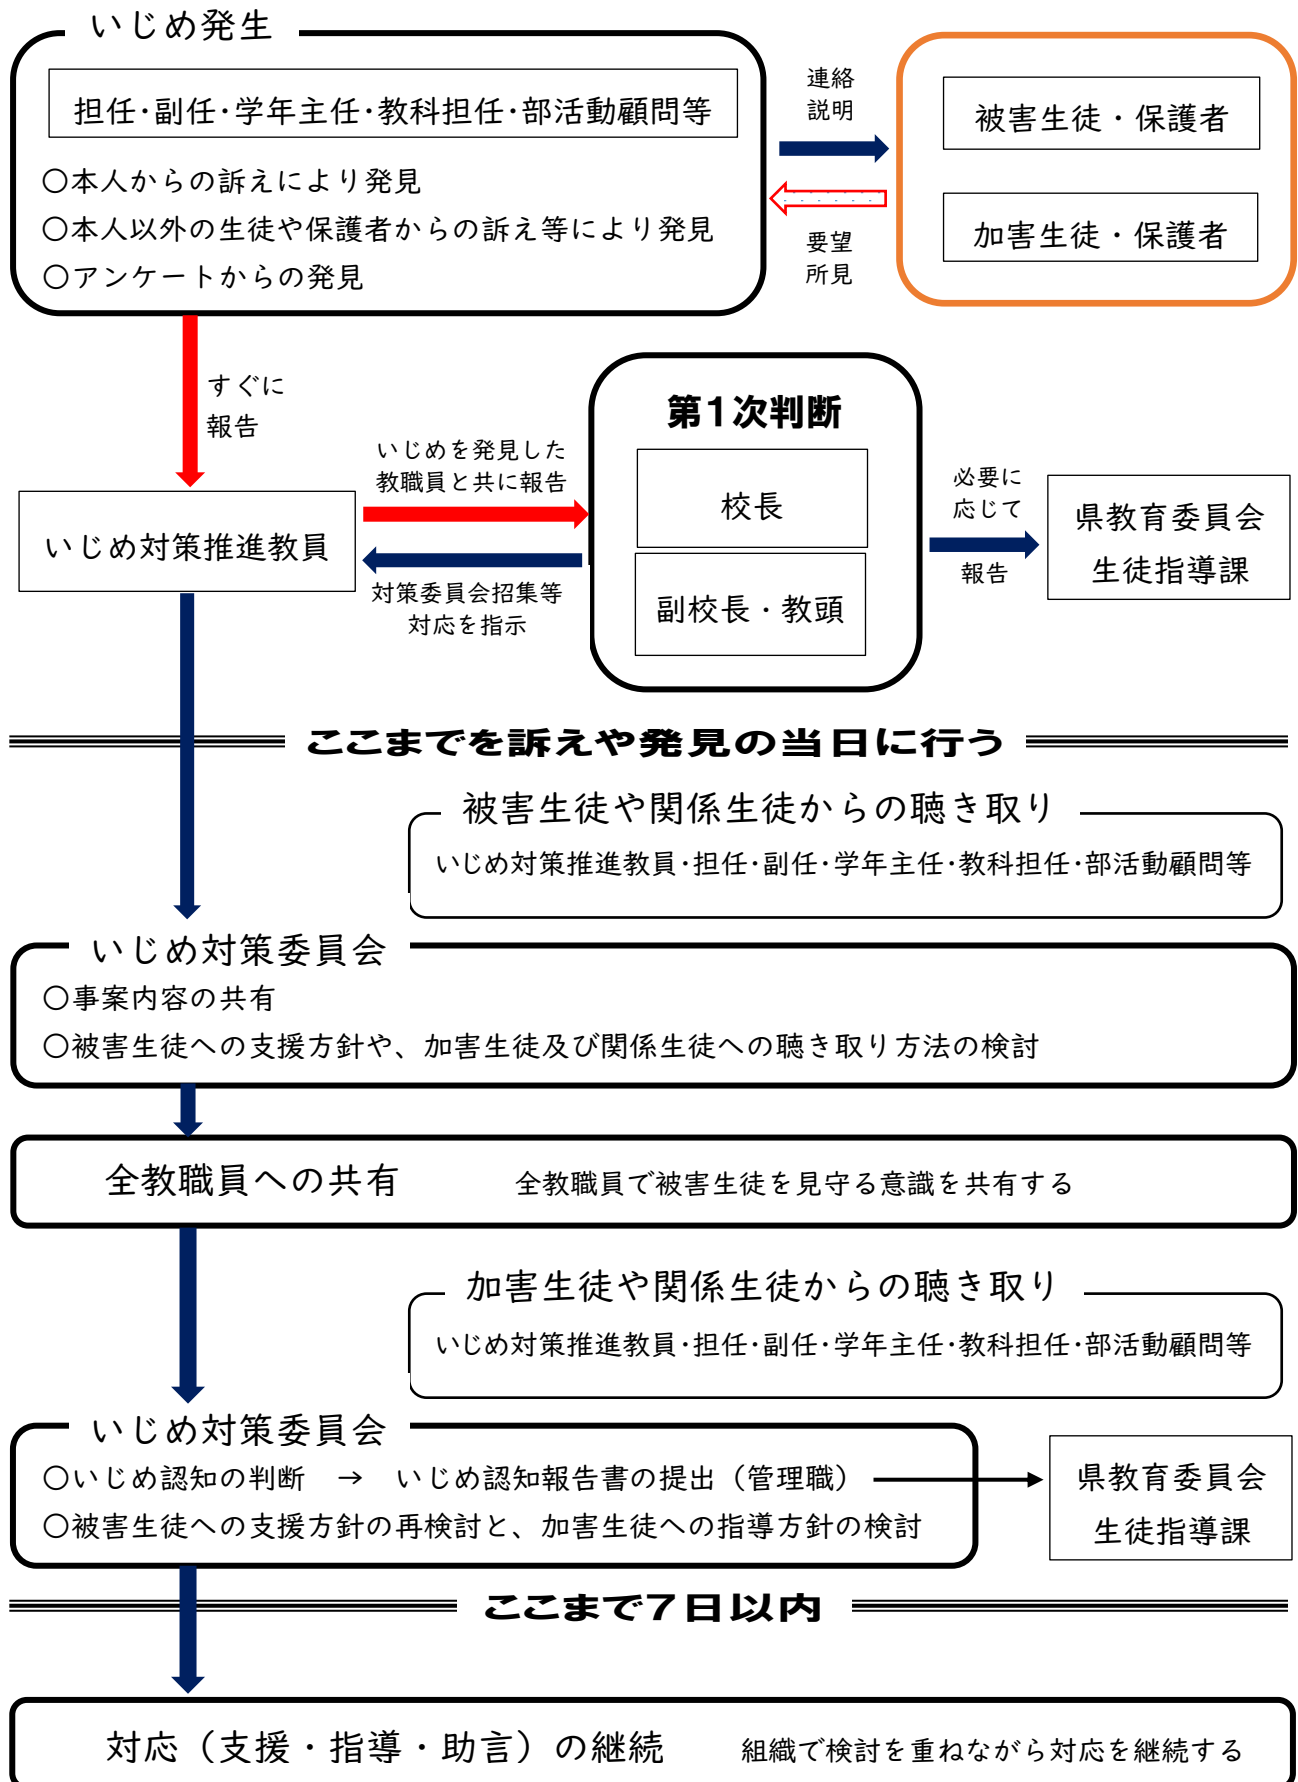 いじめ発生
担任・副任・学年主任・教科担任・部活動顧問等
○本人からの訴えにより発見
○本人以外の生徒や保護者からの訴え等により発見
○アンケートからの発見
連絡
説明
要望
所見
被害生徒・保護者
加害生徒・保護者
すぐに
報告
いじめ対策推進教員
いじめを発見した
教職員と共に報告
対策委員会招集等
対応を指示
第1次判断
校長
副校長・教頭
必要に
応じて
報告
県教育委員会
生徒指導課
ここまでを訴えや発見の当日に行う
被害生徒や関係生徒からの聴き取り
いじめ対策推進教員・担任・副任・学年主任・教科担任・部活動顧問等
いじめ対策委員会
○事案内容の共有
○被害生徒への支援方針や、加害生徒及び関係生徒への聴き取り方法の検討
全教職員への共有 全教職員で被害生徒を見守る意識を共有する
加害生徒や関係生徒からの聴き取り
いじめ対策推進教員・担任・副任・学年主任・教科担任・部活動顧問等
いじめ対策委員会
○いじめ認知の判断 → いじめ認知報告書の提出（管理職）
○被害生徒への支援方針の再検討と、加害生徒への指導方針の検討
県教育委員会
生徒指導課
ここまで7日以内
対応（支援・指導・助言）の継続 組織で検討を重ねながら対応を継続する